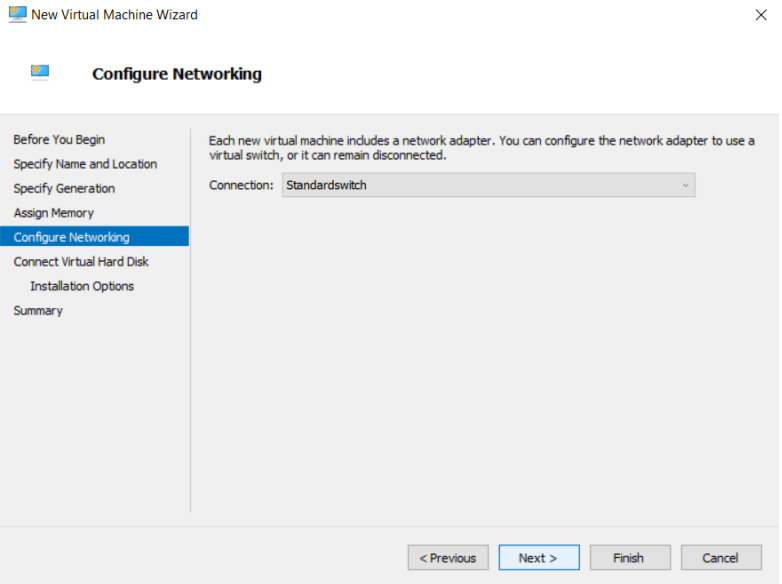 New Virtual Machine Wizard
Configure Networking
Before You Begin
Specify Name and Location
Specify Generation
Assign Memory
Configure Networking
Connect Virtual Hard Disk
Installation Options
Summary
Each new virtual machine includes a network adapter. You can configure the network adapter to use a
virtual switch, or it can remain disconnected.
Connection: Standardswitch
< Previous Next > Finish Cancel